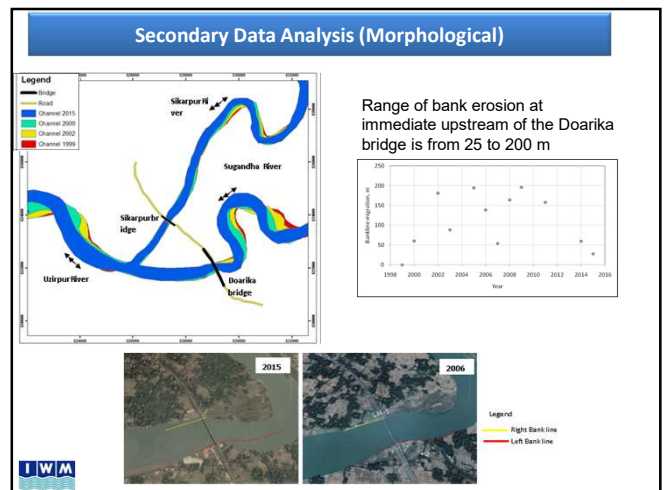 Secondary Data Analysis (Morphological)
Legend
Bridge
Road
Channel 2015
Channel 2009
Channel 2002
Channel 1999
Sikarpur Ri
ver
Sugandha River
Sikarpur br
idge
Uzirpur River
Doarika
bridge
Range of bank erosion at
immediate upstream of the Doarika
bridge is from 25 to 200 m
Bankline migration, m
250
200
150
100
50
0
1998 2000 2002 2004 2006 2008 2010 2012 2014 2016
Year
2015
2006
Legend
Right Bank line
Left Bank line
IWM